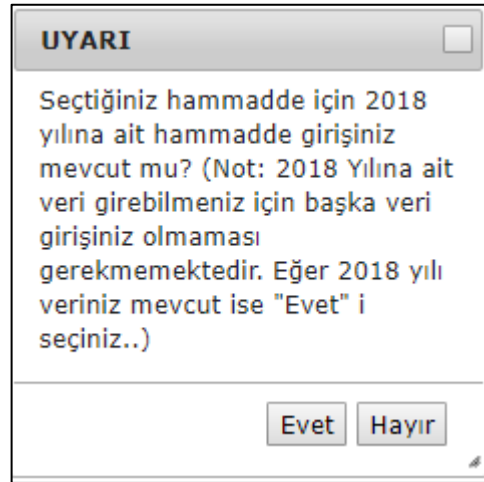 UYARI
Seçtiğiniz hammadde için 2018
yılına ait hammadde girişiniz
mevcut mu? (Not: 2018 Yılına ait
veri girebilmeniz için başka veri
girişiniz olmaması
gerekmemektedir. Eğer 2018 yılı
veriniz mevcut ise "Evet" i
seçiniz..)
Evet Hayır